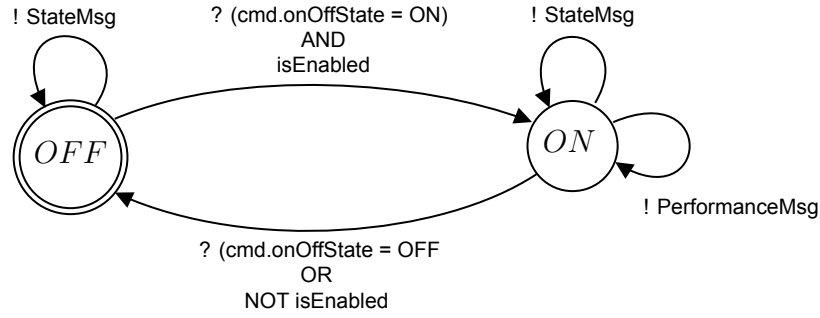 ! StateMsg
? (cmd.onOffState = ON)
AND
isEnabled
! StateMsg
OFF
ON
! PerformanceMsg
? (cmd.onOffState = OFF
OR
NOT isEnabled